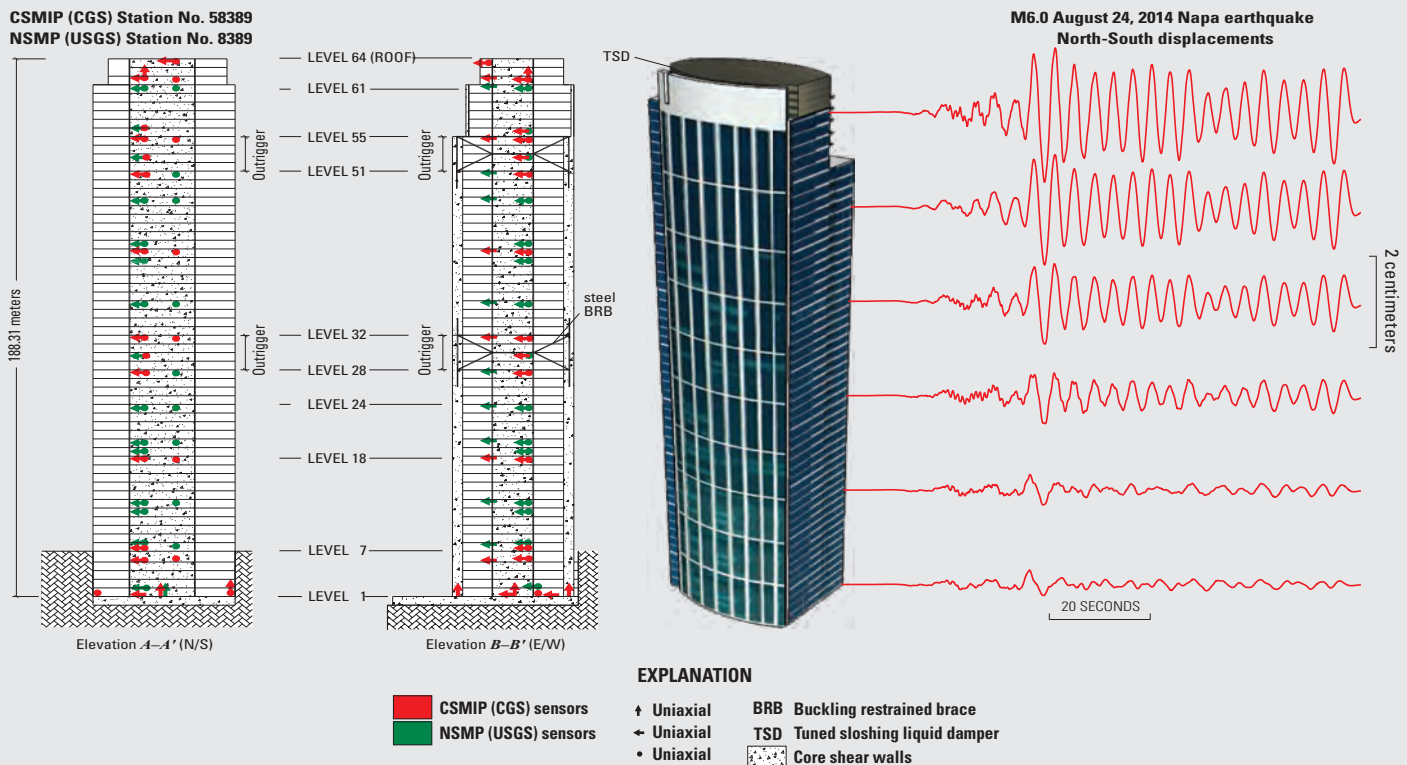 CSMIP (CGS) Station No. 58389
NSMP (USGS) Station No. 8389
M6.0 August 24, 2014 Napa earthquake
North-South displacements
TSD
LEVEL 64 (ROOF)
LEVEL 61
LEVEL 55
LEVEL 51
LEVEL 32
LEVEL 28
LEVEL 24
LEVEL 18
LEVEL 7
LEVEL 1
Outrigger
Outrigger
Outrigger
Outrigger
188.31 meters
steel
BRB
2 centimeters
20 SECONDS
Elevation A–A′ (N/S)
Elevation B–B′ (E/W)
EXPLANATION
CSMIP (CGS) sensors
NSMP (USGS) sensors
Uniaxial
Uniaxial
Uniaxial
BRB Buckling restrained brace
TSD Tuned sloshing liquid damper
Core shear walls